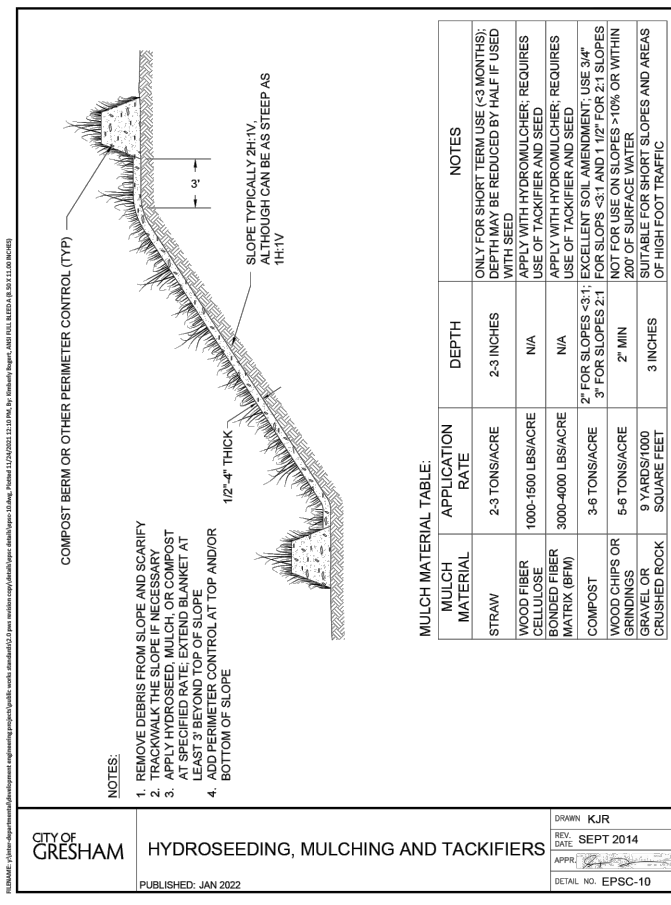 FILENAME: y:\inter-departmental\development engineering projects\public works standards\2.0 pwn revision copy\details\eppsc details\epsc-10.dwg, Plotted 11/24/2021 12:10 PM, By: Kimberly Bogert, ANSI FULL BLEED A (8.50 X 11.00 INCHES)
COMPOST BERM OR OTHER PERIMETER CONTROL (TYP)
3'
SLOPE TYPICALLY 2H:1V,
ALTHOUGH CAN BE AS STEEP AS
1H:1V
1/2"-4" THICK
NOTES:
1. REMOVE DEBRIS FROM SLOPE AND SCARIFY
2. TRACKWALK THE SLOPE IF NECESSARY
3. APPLY HYDROSEED, MULCH, OR COMPOST
AT SPECIFIED RATE; EXTEND BLANKET AT
LEAST 3' BEYOND TOP OF SLOPE
4. ADD PERIMETER CONTROL AT TOP AND/OR
BOTTOM OF SLOPE
MULCH MATERIAL TABLE:
MULCH
MATERIAL
APPLICATION
RATE
DEPTH
NOTES
STRAW
2-3 TONS/ACRE
2-3 INCHES
ONLY FOR SHORT TERM USE (<3 MONTHS);
DEPTH MAY BE REDUCED BY HALF IF USED
WITH SEED
WOOD FIBER
CELLULOSE
1000-1500 LBS/ACRE
N/A
APPLY WITH HYDROMULCHER; REQUIRES
USE OF TACKIFIER AND SEED
BONDED FIBER
MATRIX (BFM)
3000-4000 LBS/ACRE
N/A
APPLY WITH HYDROMULCHER; REQUIRES
USE OF TACKIFIER AND SEED
COMPOST
3-6 TONS/ACRE
2" FOR SLOPES <3:1;
3" FOR SLOPES 2:1
EXCELLENT SOIL AMENDMENT; USE 3/4"
FOR SLOPS <3:1 AND 1 1/2" FOR 2:1 SLOPES
WOOD CHIPS OR
GRINDINGS
5-6 TONS/ACRE
2" MIN
NOT FOR USE ON SLOPES >10% OR WITHIN
200' OF SURFACE WATER
GRAVEL OR
CRUSHED ROCK
9 YARDS/1000
SQUARE FEET
3 INCHES
SUITABLE FOR SHORT SLOPES AND AREAS
OF HIGH FOOT TRAFFIC
CITY OF
GRESHAM
HYDROSEEDING, MULCHING AND TACKIFIERS
PUBLISHED: JAN 2022
DRAWN KJR
REV. DATE SEPT 2014
APPR.
DETAIL NO. EPSC-10